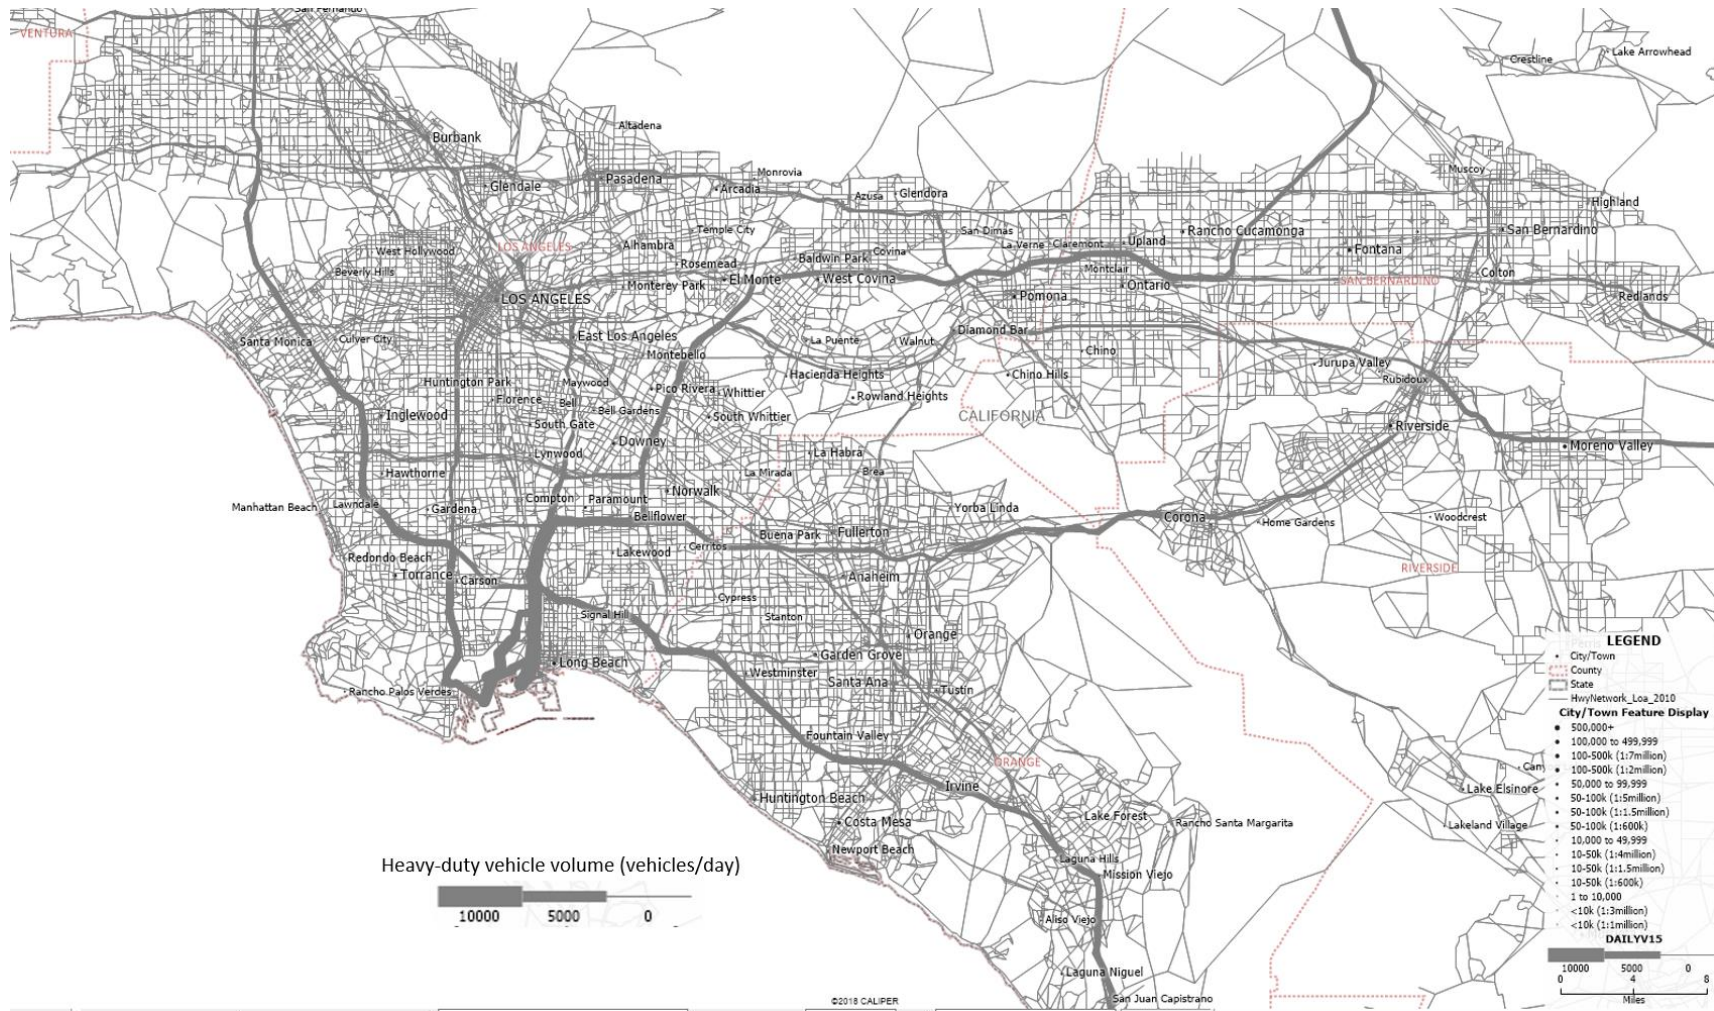 San Fernando
VENTURA
Lake Arrowhead
Crestline
Altadena
Burbank
Monrovia
Muscoy
Pasadena
Glendale
Arcadia
Azusa
Glendora
Highland
Temple City
San Dimas
Rancho Cucamonga
San Bernardino
LOS ANGELES
Alhambra
La Verne
Claremont
Upland
West Hollywood
Covina
Fontana
Baldwin Park
Rosemead
Beverly Hills
Montclair
Colton
El Monte
West Covina
SAN BERNARDINO
Monterey Park
Ontario
LOS ANGELES
Pomona
Redlands
Diamond Bar
East Los Angeles
Santa Monica
Culver City
La Puente
Walnut
Montebello
Chino
Jurupa Valley
Hacienda Heights
Chino Hills
Rubidoux
Huntington Park
Maywood
Pico Rivera
Whittier
Florence
Bell
Rowland Heights
Bell Gardens
Inglewood
South Whittier
CALIFORNIA
South Gate
Riverside
Downey
Moreno Valley
Lynwood
La Habra
Hawthorne
La Mirada
Brea
Norwalk
Compton
Paramount
Manhattan Beach
Lawndale
Gardena
Yorba Linda
Bellflower
Corona
Home Gardens
Woodcrest
Buena Park
Fullerton
Cerritos
Lakewood
Redondo Beach
RIVERSIDE
Torrance
Carson
Anaheim
Cypress
Signal Hill
Stanton
Orange
Garden Grove
Long Beach
Westminster
Santa Ana
Rancho Palos Verdes
Tustin
Fountain Valley
ORANGE
Irvine
Lake Elsinore
Huntington Beach
Costa Mesa
Lake Forest
Rancho Santa Margarita
Lakeland Village
Newport Beach
Laguna Hills
Mission Viejo
Aliso Viejo
Laguna Niguel
San Juan Capistrano
©2018 CALIPER
Heavy-duty vehicle volume (vehicles/day)
10000 5000 0
LEGEND
City/Town
County
State
HwyNetwork_Loa_2010
City/Town Feature Display
500,000+
100,000 to 499,999
100-500k (1:7million)
100-500k (1:2million)
50,000 to 99,999
50-100k (1:5million)
50-100k (1:1.5million)
50-100k (1:600k)
10,000 to 49,999
10-50k (1:4million)
10-50k (1:1.5million)
10-50k (1:600k)
1 to 10,000
<10k (1:3million)
<10k (1:1million)
DAILYV15
10000 5000 0
0 4 8
Miles